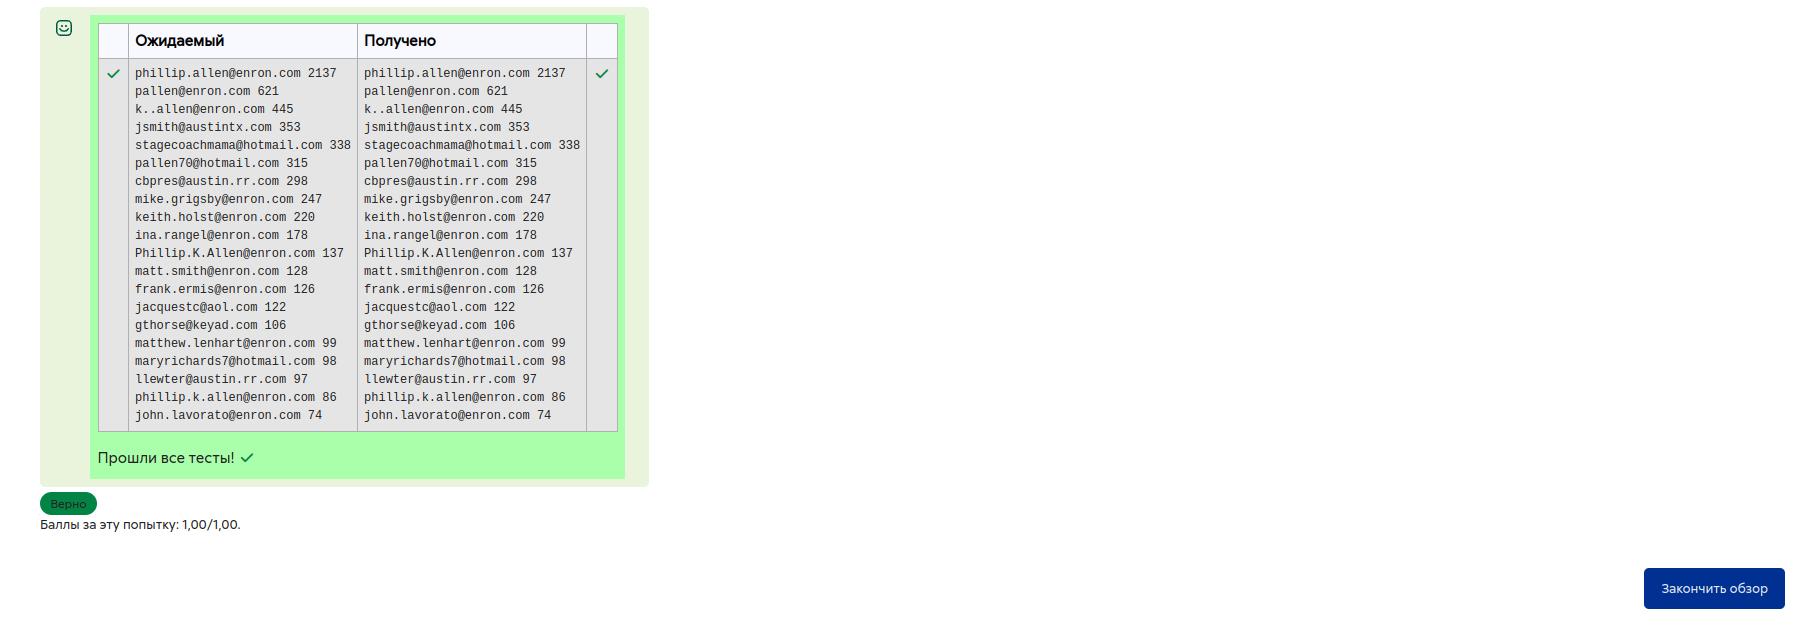 Ожидаемый Получено
phillip.allen@enron.com 2137 phillip.allen@enron.com 2137
pallen@enron.com 621 pallen@enron.com 621
k..allen@enron.com 445 k..allen@enron.com 445
jsmith@austintx.com 353 jsmith@austintx.com 353
stagecoachmama@hotmail.com 338 stagecoachmama@hotmail.com 338
pallen70@hotmail.com 315 pallen70@hotmail.com 315
cbpres@austin.rr.com 298 cbpres@austin.rr.com 298
mike.grigsby@enron.com 247 mike.grigsby@enron.com 247
keith.holst@enron.com 220 keith.holst@enron.com 220
ina.rangel@enron.com 178 ina.rangel@enron.com 178
Phillip.K.Allen@enron.com 137 Phillip.K.Allen@enron.com 137
matt.smith@enron.com 128 matt.smith@enron.com 128
frank.ermis@enron.com 126 frank.ermis@enron.com 126
jacquestc@aol.com 122 jacquestc@aol.com 122
gthorse@keyad.com 106 gthorse@keyad.com 106
matthew.lenhart@enron.com 99 matthew.lenhart@enron.com 99
maryrichards7@hotmail.com 98 maryrichards7@hotmail.com 98
llewter@austin.rr.com 97 llewter@austin.rr.com 97
phillip.k.allen@enron.com 86 phillip.k.allen@enron.com 86
john.lavorato@enron.com 74 john.lavorato@enron.com 74
Прошли все тесты!
Верно
Баллы за эту попытку: 1,00/1,00.
Закончить обзор